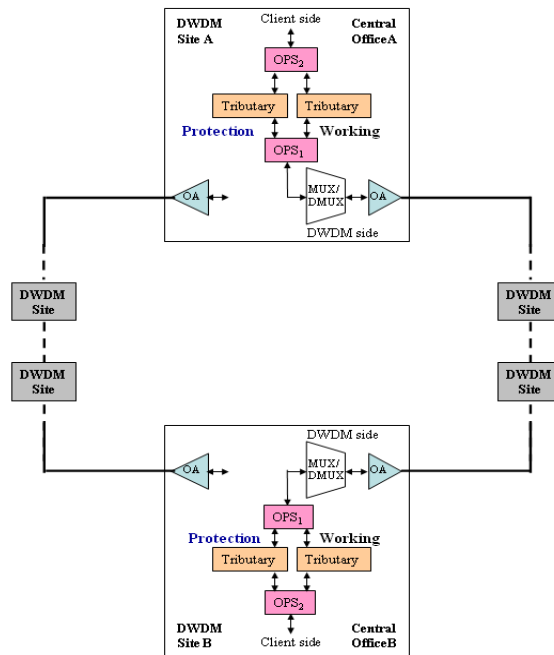 DWDM
Site A
Client side
Central
OfficeA
OPS2
Tributary
Tributary
Protection
Working
OPS1
OA
MUX/
DMUX
OA
DWDM side
DWDM
Site
DWDM
Site
DWDM
Site
DWDM
Site
DWDM side
OA
MUX/
DMUX
OA
OPS1
Protection
Working
Tributary
Tributary
OPS2
DWDM
Site B
Client side
Central
OfficeB